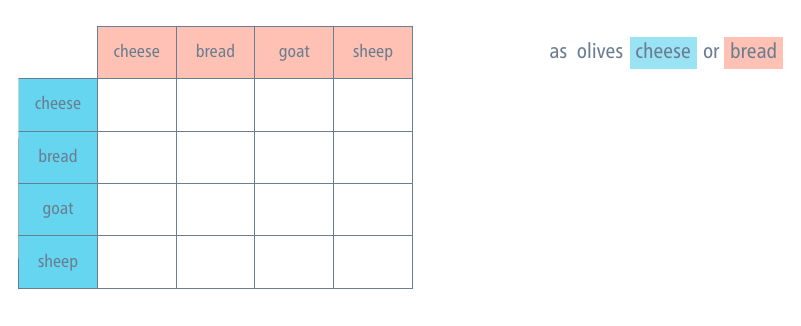 cheese bread goat sheep
as olives cheese or bread
cheese
bread
goat
sheep